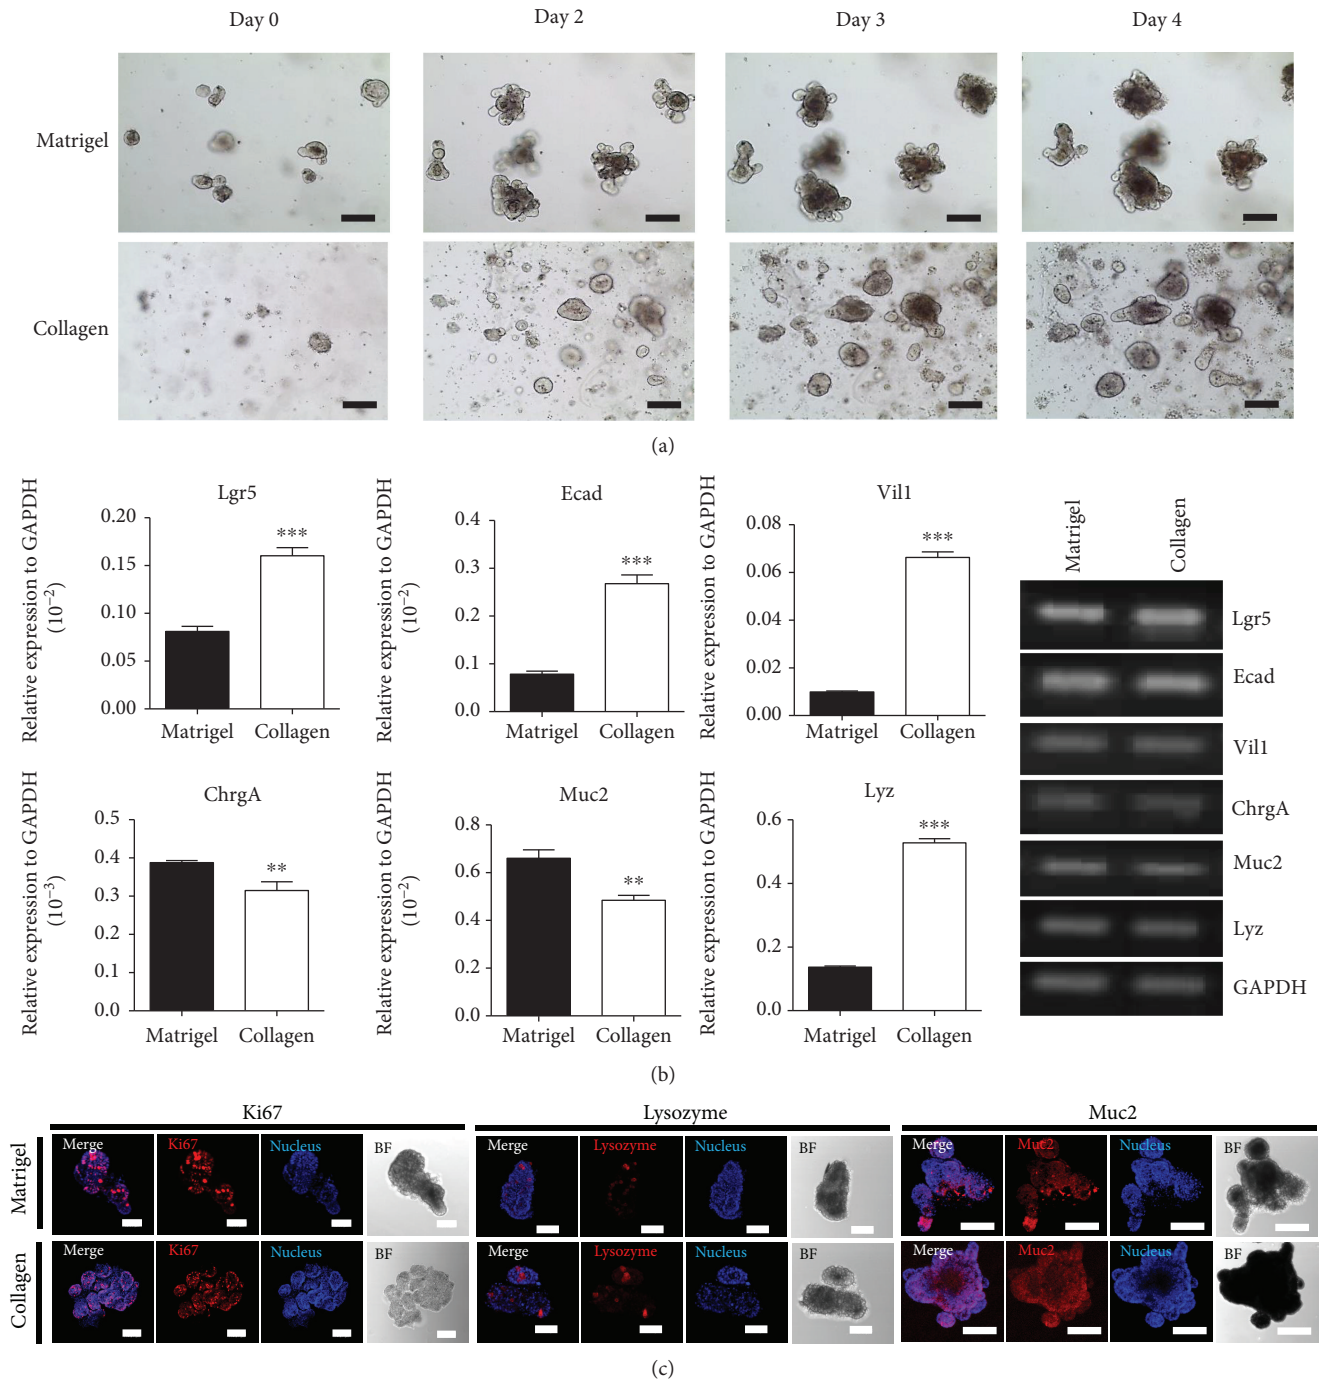 Day 0 Day 2 Day 3 Day 4
Matrigel
Collagen
(a)
Lgr5
Relative expression to GAPDH
(10⁻²)
0.20
0.15
0.10
0.05
0.00
***
Matrigel Collagen
Ecad
Relative expression to GAPDH
(10⁻²)
0.4
0.3
0.2
0.1
0.0
***
Matrigel Collagen
Vil1
Relative expression to GAPDH
0.08
0.06
0.04
0.02
0.00
***
Matrigel Collagen
ChrgA
Relative expression to GAPDH
(10⁻³)
0.5
0.4
0.3
0.2
0.1
0.0
**
Matrigel Collagen
Muc2
Relative expression to GAPDH
(10⁻²)
0.8
0.6
0.4
0.2
0.0
**
Matrigel Collagen
Lyz
Relative expression to GAPDH
0.6
0.4
0.2
0.0
***
Matrigel Collagen
Matrigel
Collagen
Lgr5
Ecad
Vil1
ChrgA
Muc2
Lyz
GAPDH
(b)
Ki67 Lysozyme Muc2
Matrigel
Merge Ki67 Nucleus BF Merge Lysozyme Nucleus BF Merge Muc2 Nucleus BF
Collagen
Merge Ki67 Nucleus BF Merge Lysozyme Nucleus BF Merge Muc2 Nucleus BF
(c)